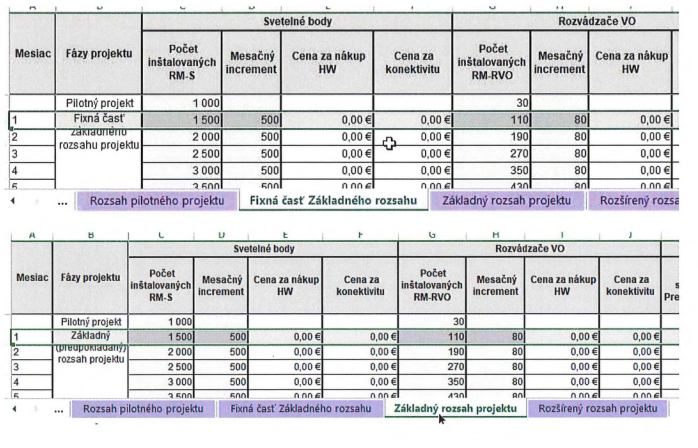 A B C D E F G H I J
Svetelné body Rozvádzače VO
Mesiac Fázy projektu Počet inštalovaných RM-S Mesačný increment Cena za nákup HW Cena za konektivitu Počet inštalovaných RM-RVO Mesačný increment Cena za nákup HW
Pilotný projekt 1 000 30
1 Fixná časť 1 500 500 0,00 € 0,00 € 110 80 0,00 €
základného
2 2 000 500 0,00 € 0,00 € 190 80 0,00 €
rozsahu projektu
3 2 500 500 0,00 € 0,00 € 270 80 0,00 €
4 3 000 500 0,00 € 0,00 € 350 80 0,00 €
5 3 500 500 0,00 € 0,00 € 430 80 0,00 €
... Rozsah pilotného projektu Fixná časť Základného rozsahu Základný rozsah projektu Rozšírený rozsa
A B C D E F G H I J
Svetelné body Rozvádzače VO
Mesiac Fázy projektu Počet inštalovaných RM-S Mesačný increment Cena za nákup HW Cena za konektivitu Počet inštalovaných RM-RVO Mesačný increment Cena za nákup HW Cena za konektivitu s Pre
Pilotný projekt 1 000 30
1 Základný 1 500 500 0,00 € 0,00 € 110 80 0,00 € 0,00 €
(predpokladaný)
2 2 000 500 0,00 € 0,00 € 190 80 0,00 € 0,00 €
rozsah projektu
3 2 500 500 0,00 € 0,00 € 270 80 0,00 € 0,00 €
4 3 000 500 0,00 € 0,00 € 350 80 0,00 € 0,00 €
5 3 500 500 0,00 € 0,00 € 430 80 0,00 € 0,00 €
... Rozsah pilotného projektu Fixná časť Základného rozsahu Základný rozsah projektu Rozšírený rozsah projektu